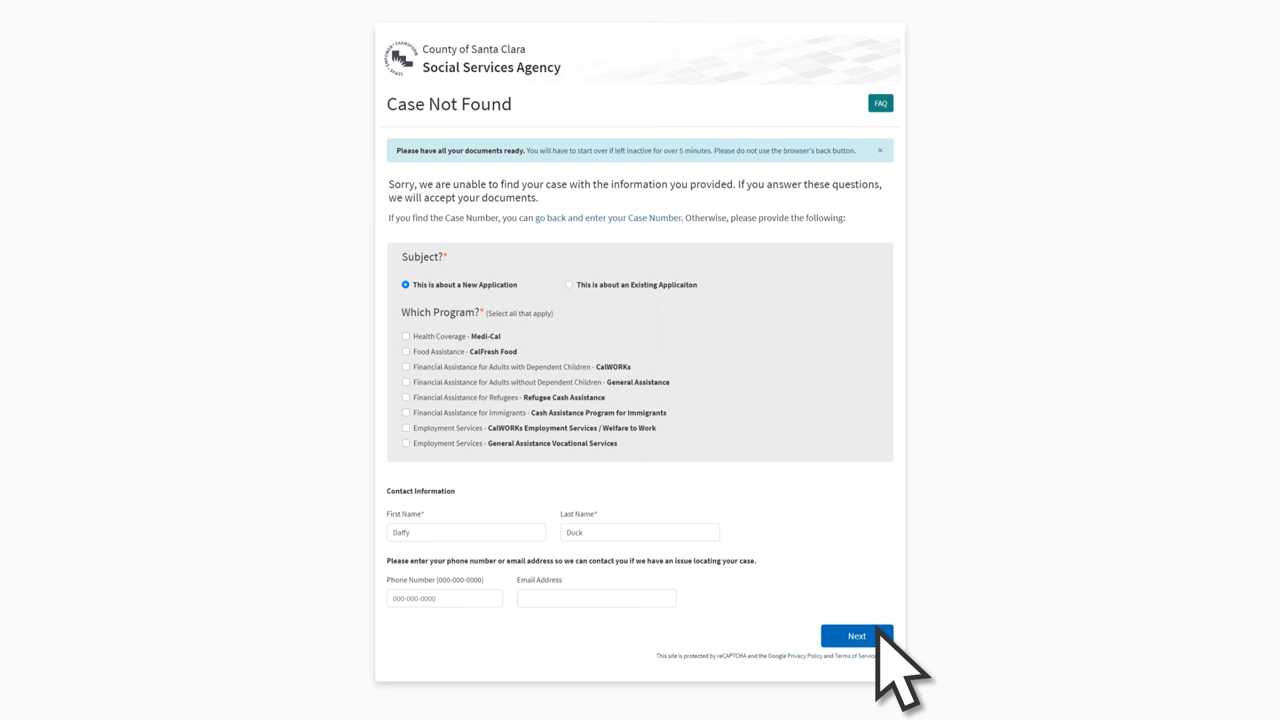 County of Santa Clara
Social Services Agency
SERVE • EMPOWER • TRANSFORM
Case Not Found
FAQ
Please have all your documents ready. You will have to start over if left inactive for over 5 minutes. Please do not use the browser's back button. ×
Sorry, we are unable to find your case with the information you provided. If you answer these questions,
we will accept your documents.
If you find the Case Number, you can go back and enter your Case Number. Otherwise, please provide the following:
Subject?*
This is about a New Application This is about an Existing Applicaiton
Which Program?* (Select all that apply)
Health Coverage - Medi-Cal
Food Assistance - CalFresh Food
Financial Assistance for Adults with Dependent Children - CalWORKs
Financial Assistance for Adults without Dependent Children - General Assistance
Financial Assistance for Refugees - Refugee Cash Assistance
Financial Assistance for Immigrants - Cash Assistance Program for Immigrants
Employment Services - CalWORKs Employment Services / Welfare to Work
Employment Services - General Assistance Vocational Services
Contact Information
First Name* Last Name*
Daffy Duck
Please enter your phone number or email address so we can contact you if we have an issue locating your case.
Phone Number (000-000-0000) Email Address
000-000-0000
Next
This site is protected by reCAPTCHA and the Google Privacy Policy and Terms of Service